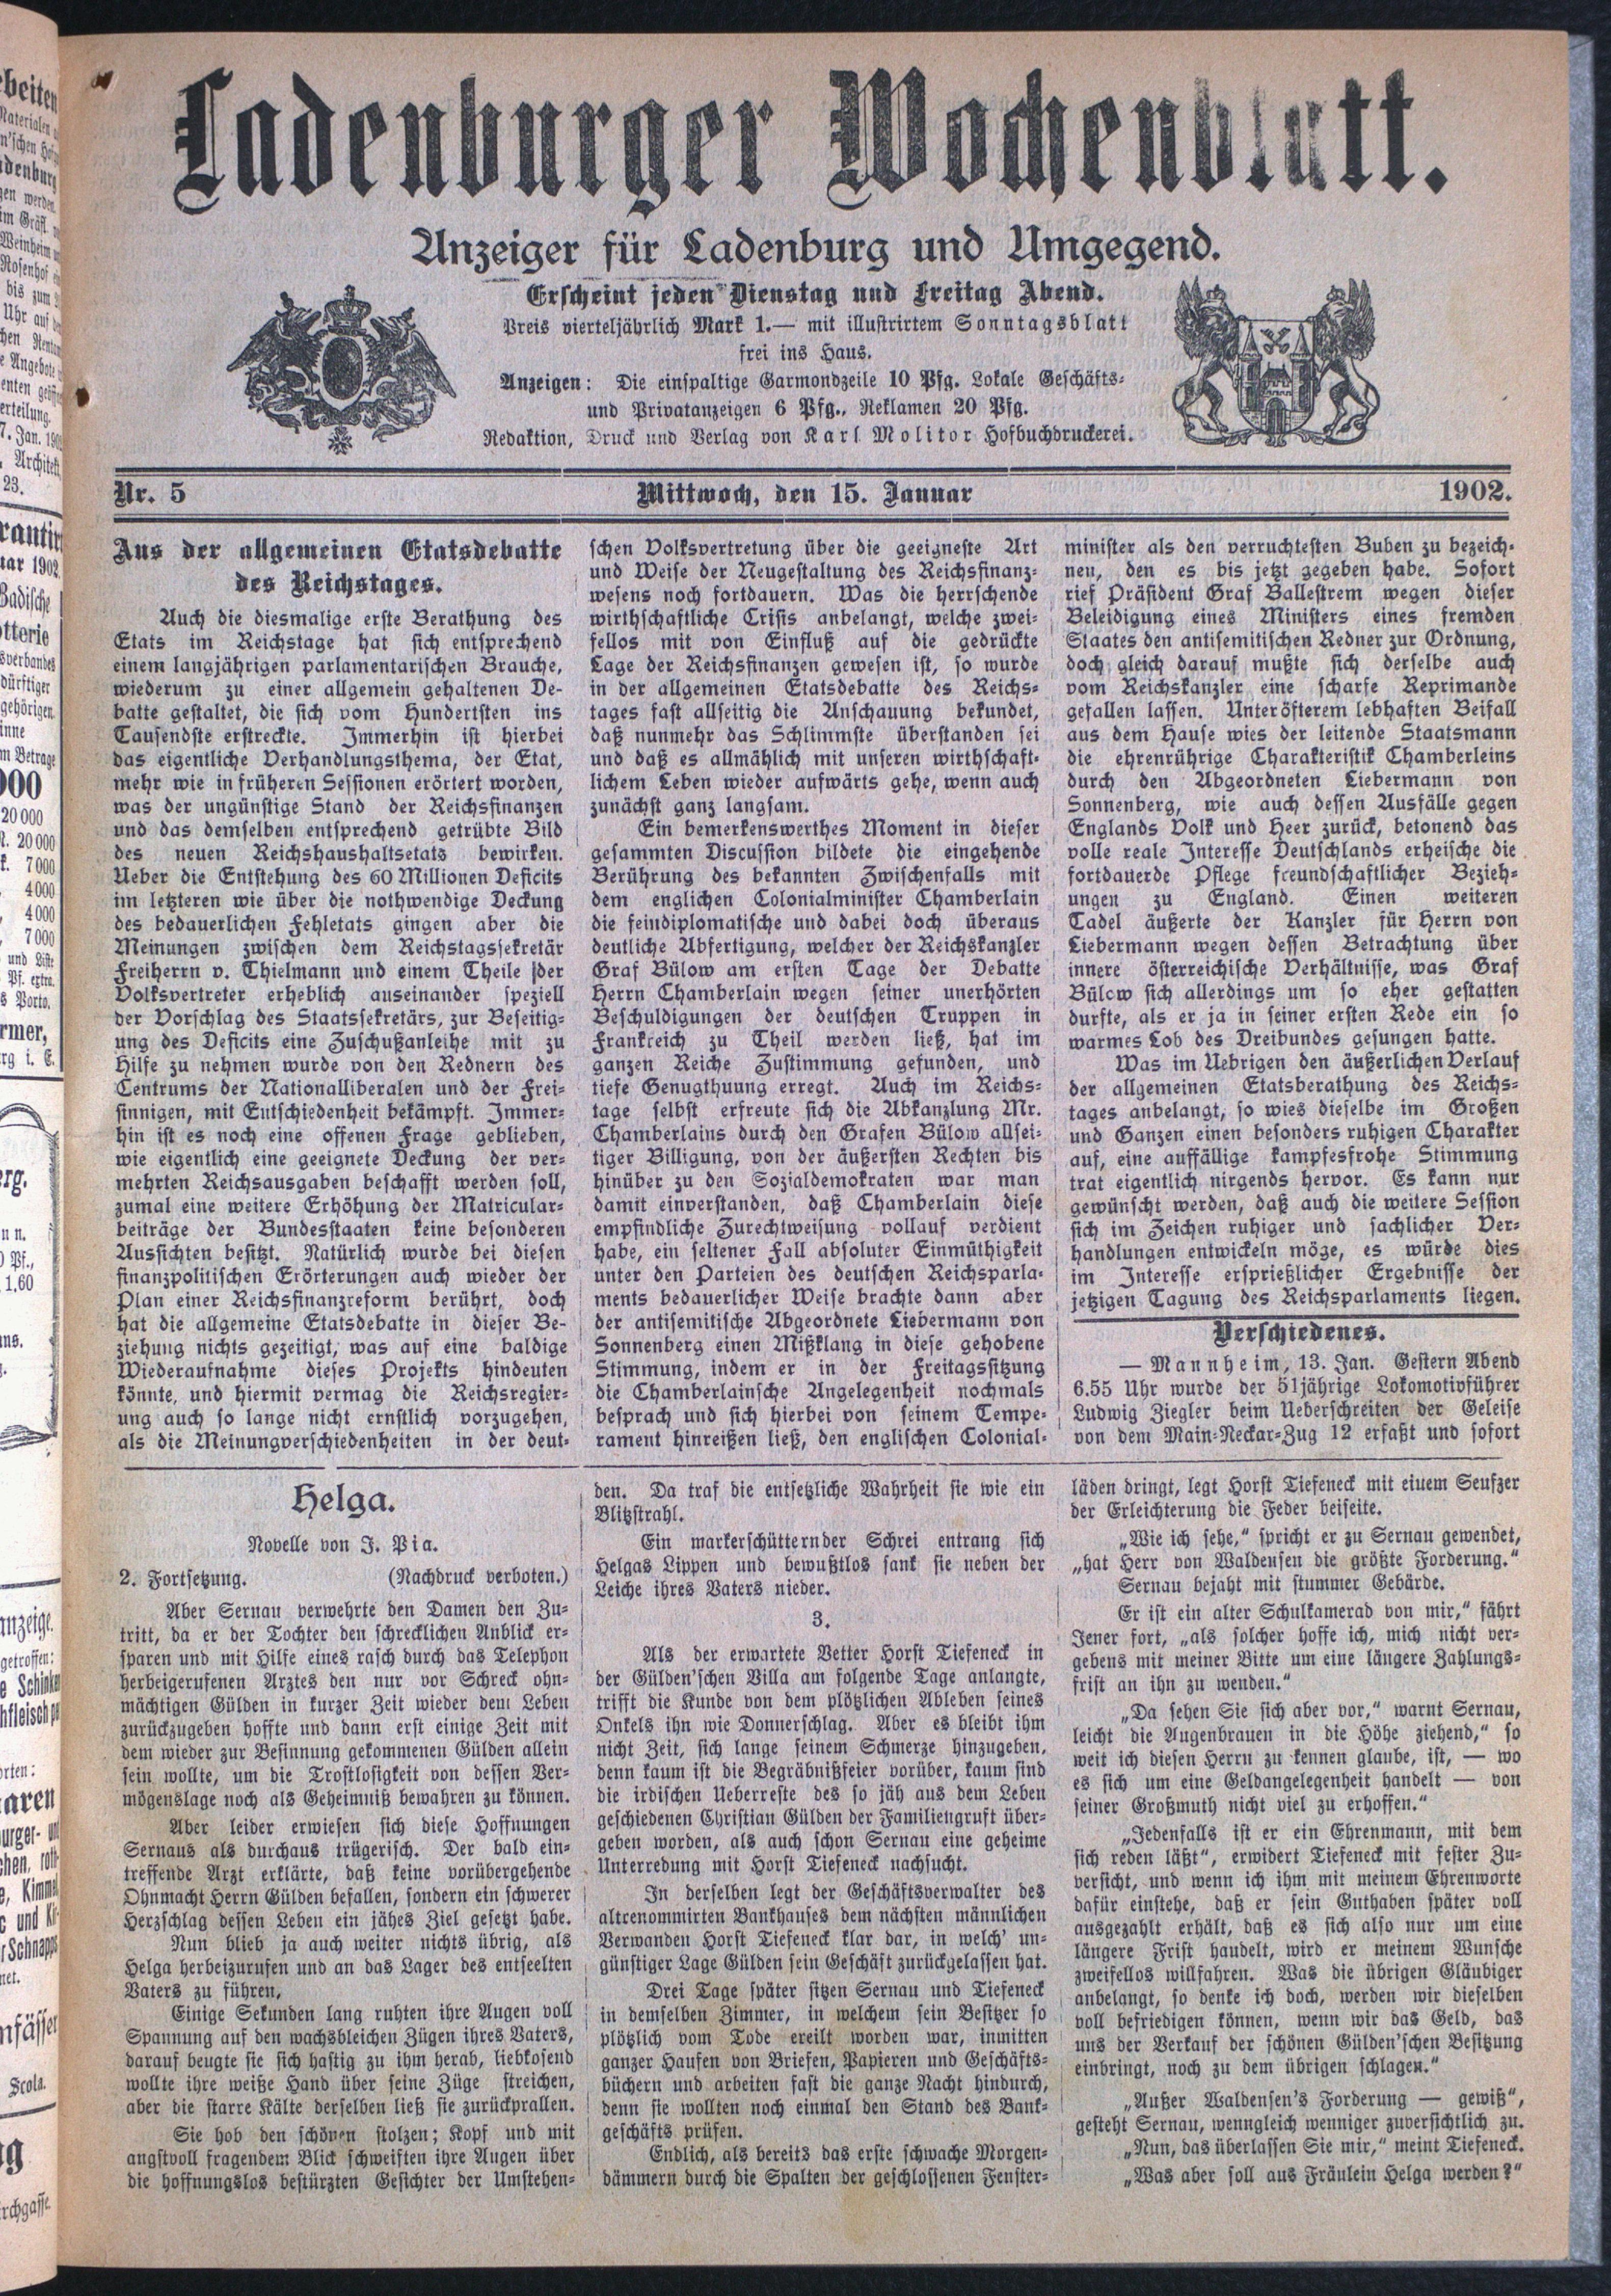 Ladenburger Wochenblatt.
Anzeiger für Ladenburg und Umgegend.
Erscheint jeden Dienstag und Freitag Abend.
Preis vierteljährlich Mark 1.— mit illustrirtem Sonntagsblatt
frei ins Haus.
Anzeigen: Die einspaltige Garmondzeile 10 Pfg. Lokale Geschäfts-
und Privatanzeigen 6 Pfg., Reklamen 20 Pfg.
Redaktion, Druck und Verlag von Karl Molitor Hofbuchdruckerei.
Nr. 5 Mittwoch, den 15. Januar 1902.
Aus der allgemeinen Etatsdebatte
des Reichstages.
Auch die diesmalige erste Berathung des
Etats im Reichstage hat sich entsprechend
einem langjährigen parlamentarischen Brauche,
wiederum zu einer allgemein gehaltenen De-
batte gestaltet, die sich vom Hundertsten ins
Tausendste erstreckte. Immerhin ist hierbei
das eigentliche Verhandlungsthema, der Etat,
mehr wie in früheren Sessionen erörtert worden,
was der ungünstige Stand der Reichsfinanzen
und das demselben entsprechend getrübte Bild
des neuen Reichshaushaltsetats bewirken.
Ueber die Entstehung des 60 Millionen Deficits
im letzteren wie über die nothwendige Deckung
des bedauerlichen Fehletats gingen aber die
Meinungen zwischen dem Reichstagssekretär
Freiherrn v. Thielmann und einem Theile der
Volksvertreter erheblich auseinander speziell
der Vorschlag des Staatssekretärs, zur Beseitig-
ung des Deficits eine Zuschußanleihe mit zu
Hilfe zu nehmen wurde von den Rednern des
Centrums der Nationalliberalen und der Frei-
sinnigen, mit Entschiedenheit bekämpft. Immer-
hin ist es noch eine offenen Frage geblieben,
wie eigentlich eine geeignete Deckung der ver-
mehrten Reichsausgaben beschafft werden soll,
zumal eine weitere Erhöhung der Matricular-
beiträge der Bundesstaaten keine besonderen
Aussichten besitzt. Natürlich wurde bei diesen
finanzpolitischen Erörterungen auch wieder der
Plan einer Reichsfinanzreform berührt, doch
hat die allgemeine Etatsdebatte in dieser Be-
ziehung nichts gezeitigt, was auf eine baldige
Wiederaufnahme dieses Projekts hindeuten
könnte, und hiermit vermag die Reichsregier-
ung auch so lange nicht ernstlich vorzugehen,
als die Meinungverschiedenheiten in der deut-
schen Volksvertretung über die geeigneste Art
und Weise der Neugestaltung des Reichsfinanz-
wesens noch fortdauern. Was die herrschende
wirthschaftliche Crisis anbelangt, welche zwei-
fellos mit von Einfluß auf die gedrückte
Lage der Reichsfinanzen gewesen ist, so wurde
in der allgemeinen Etatsdebatte des Reichs-
tages fast allseitig die Anschauung bekundet,
daß nunmehr das Schlimmste überstanden sei
und daß es allmählich mit unseren wirthschaft-
lichem Leben wieder aufwärts gehe, wenn auch
zunächst ganz langsam.
Ein bemerkenswerthes Moment in dieser
gesammten Discussion bildete die eingehende
Berührung des bekannten Zwischenfalls mit
dem englichen Colonialminister Chamberlain
die feindiplomatische und dabei doch überaus
deutliche Abfertigung, welcher der Reichskanzler
Graf Bülow am ersten Tage der Debatte
Herrn Chamberlain wegen seiner unerhörten
Beschuldigungen der deutschen Truppen in
Frankreich zu Theil werden ließ, hat im
ganzen Reiche Zustimmung gefunden, und
tiefe Genugthuung erregt. Auch im Reichs-
tage selbst erfreute sich die Abkanzlung Mr.
Chamberlains durch den Grafen Bülow allsei-
tiger Billigung, von der äußersten Rechten bis
hinüber zu den Sozialdemokraten war man
damit einverstanden, daß Chamberlain diese
empfindliche Zurechtweisung vollauf verdient
habe, ein seltener Fall absoluter Einmüthigkeit
unter den Parteien des deutschen Reichsparla-
ments bedauerlicher Weise brachte dann aber
der antisemitische Abgeordnete Liebermann von
Sonnenberg einen Mißklang in diese gehobene
Stimmung, indem er in der Freitagssitzung
die Chamberlainsche Angelegenheit nochmals
besprach und sich hierbei von seinem Tempe-
rament hinreißen ließ, den englischen Colonial-
minister als den verruchtesten Buben zu bezeich-
nen, den es bis jetzt gegeben habe. Sofort
rief Präsident Graf Ballestrem wegen dieser
Beleidigung eines Ministers eines fremden
Staates den antisemitischen Redner zur Ordnung,
doch gleich darauf mußte sich derselbe auch
vom Reichskanzler eine scharfe Reprimande
gefallen lassen. Unter öfterem lebhaften Beifall
aus dem Hause wies der leitende Staatsmann
die ehrenrührige Charakteristik Chamberleins
durch den Abgeordneten Liebermann von
Sonnenberg, wie auch dessen Ausfälle gegen
Englands Volk und Heer zurück, betonend das
volle reale Interesse Deutschlands erheische die
fortdauerde Pflege freundschaftlicher Bezieh-
ungen zu England. Einen weiteren
Tadel äußerte der Kanzler für Herrn von
Liebermann wegen dessen Betrachtung über
innere österreichische Verhältnisse, was Graf
Bülow sich allerdings um so eher gestatten
durfte, als er ja in seiner ersten Rede ein so
warmes Lob des Dreibundes gesungen hatte.
Was im Uebrigen den äußerlichen Verlauf
der allgemeinen Etatsberathung des Reichs-
tages anbelangt, so wies dieselbe im Großen
und Ganzen einen besonders ruhigen Charakter
auf, eine auffällige kampfesfrohe Stimmung
trat eigentlich nirgends hervor. Es kann nur
gewünscht werden, daß auch die weitere Session
sich im Zeichen ruhiger und sachlicher Ver-
handlungen entwickeln möge, es würde dies
im Interesse ersprießlicher Ergebnisse der
jetzigen Tagung des Reichsparlaments liegen.
Verschiedenes.
— Mannheim, 13. Jan. Gestern Abend
6.55 Uhr wurde der 51jährige Lokomotivführer
Ludwig Ziegler beim Ueberschreiten der Geleise
von dem Main-Neckar-Zug 12 erfaßt und sofort
Helga.
Novelle von J. Pia.
2. Fortsetzung. (Nachdruck verboten.)
Aber Sernau verwehrte den Damen den Zu-
tritt, da er der Tochter den schrecklichen Anblick er-
sparen und mit Hilfe eines rasch durch das Telephon
herbeigerufenen Arztes den nur vor Schreck ohn-
mächtigen Gülden in kurzer Zeit wieder dem Leben
zurückzugeben hoffte und dann erst einige Zeit mit
dem wieder zur Besinnung gekommenen Gülden allein
sein wollte, um die Trostlosigkeit von dessen Ver-
mögenslage noch als Geheimniß bewahren zu können.
Aber leider erwiesen sich diese Hoffnungen
Sernaus als durchaus trügerisch. Der bald ein-
treffende Arzt erklärte, daß keine vorübergehende
Ohnmacht Herrn Gülden befallen, sondern ein schwerer
Herzschlag dessen Leben ein jähes Ziel gesetzt habe.
Nun blieb ja auch weiter nichts übrig, als
Helga herbeizurufen und an das Lager des entseelten
Vaters zu führen,
Einige Sekunden lang ruhten ihre Augen voll
Spannung auf den wachsbleichen Zügen ihres Vaters,
darauf beugte sie sich hastig zu ihm herab, liebkosend
wollte ihre weiße Hand über seine Züge streichen,
aber die starre Kälte derselben ließ sie zurückprallen.
Sie hob den schönen stolzen; Kopf und mit
angstvoll fragendem Blick schweiften ihre Augen über
die hoffnungslos bestürzten Gesichter der Umstehen-
den. Da traf die entsetzliche Wahrheit sie wie ein
Blitzstrahl.
Ein markerschütternder Schrei entrang sich
Helgas Lippen und bewußtlos sank sie neben der
Leiche ihres Vaters nieder.
3.
Als der erwartete Vetter Horst Tiefeneck in
der Gülden'schen Villa am folgende Tage anlangte,
trifft die Kunde von dem plötzlichen Ableben seines
Onkels ihn wie Donnerschlag. Aber es bleibt ihm
nicht Zeit, sich lange seinem Schmerze hinzugeben,
denn kaum ist die Begräbnißfeier vorüber, kaum sind
die irdischen Ueberreste des so jäh aus dem Leben
geschiedenen Christian Gülden der Familiengruft über-
geben worden, als auch schon Sernau eine geheime
Unterredung mit Horst Tiefeneck nachsucht.
In derselben legt der Geschäftsverwalter des
altrenommirten Bankhauses dem nächsten männlichen
Verwanden Horst Tiefeneck klar dar, in welch' un-
günstiger Lage Gülden sein Geschäft zurückgelassen hat.
Drei Tage später sitzen Sernau und Tiefeneck
in demselben Zimmer, in welchem sein Besitzer so
plötzlich vom Tode ereilt worden war, inmitten
ganzer Haufen von Briefen, Papieren und Geschäfts-
büchern und arbeiten fast die ganze Nacht hindurch,
denn sie wollten noch einmal den Stand des Bank-
geschäfts prüfen.
Endlich, als bereits das erste schwache Morgen-
dämmern durch die Spalten der geschlossenen Fenster-
läden dringt, legt Horst Tiefeneck mit einem Seufzer
der Erleichterung die Feder beiseite.
„Wie ich sehe,“ spricht er zu Sernau gewendet,
„hat Herr von Waldensen die größte Forderung.“
Sernau bejaht mit stummer Gebärde.
Er ist ein alter Schulkamerad von mir,“ fährt
Jener fort, „als solcher hoffe ich, mich nicht ver-
gebens mit meiner Bitte um eine längere Zahlungs-
frist an ihn zu wenden.“
„Da sehen Sie sich aber vor,“ warnt Sernau,
leicht die Augenbrauen in die Höhe ziehend,“ so
weit ich diesen Herrn zu kennen glaube, ist, — wo
es sich um eine Geldangelegenheit handelt — von
seiner Großmuth nicht viel zu erhoffen.“
„Jedenfalls ist er ein Ehrenmann, mit dem
sich reden läßt“, erwidert Tiefeneck mit fester Zu-
versicht, und wenn ich ihm mit meinem Ehrenworte
dafür einstehe, daß er sein Guthaben später voll
ausgezahlt erhält, daß es sich also nur um eine
längere Frist handelt, wird er meinem Wunsche
zweifellos willfahren. Was die übrigen Gläubiger
anbelangt, so denke ich doch, werden wir dieselben
voll befriedigen können, wenn wir das Geld, das
uns der Verkauf der schönen Gülden'schen Besitzung
einbringt, noch zu dem übrigen schlagen.“
„Außer Waldensen's Forderung — gewiß“,
gesteht Sernau, wenngleich wenniger zuversichtlich zu.
„Nun, das überlassen Sie mir,“ meint Tiefeneck.
„Was aber soll aus Fräulein Helga werden?“